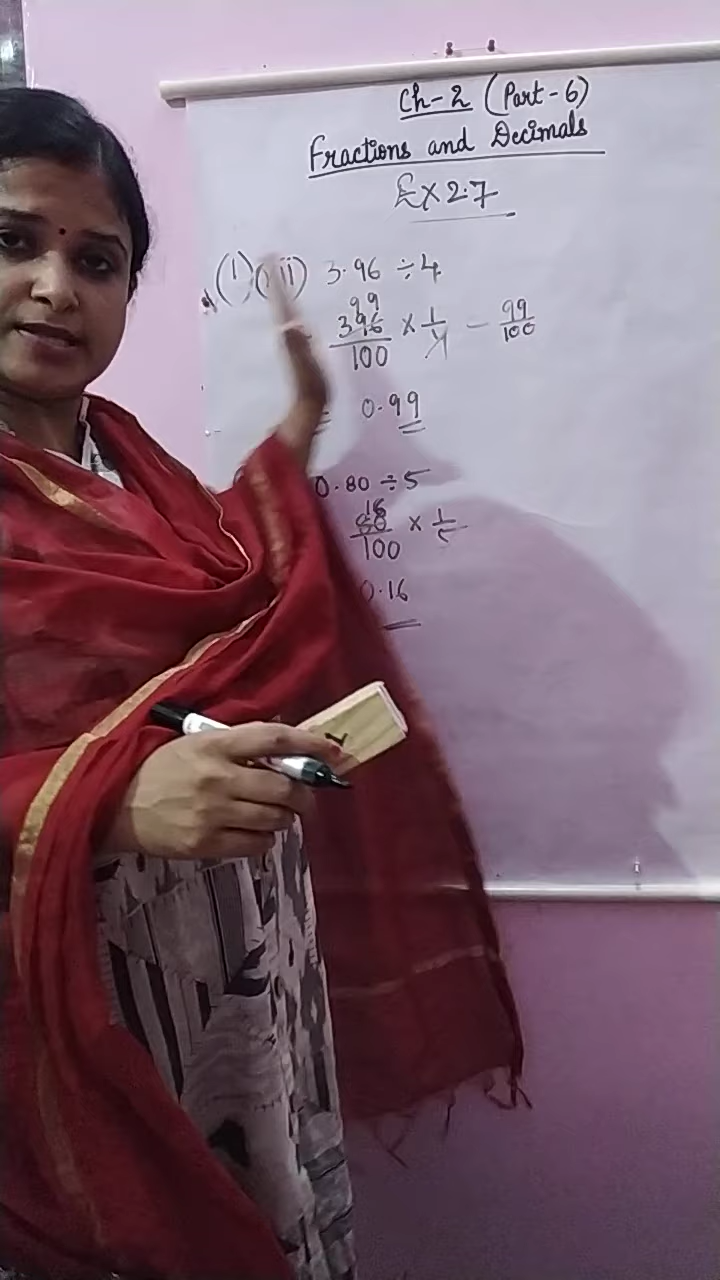 Ch-2 (Part-6)
Fractions and Decimals
Ex 2.7
(1) 3.96 ÷ 4
99
396/100 × 1/4 - 99/100
= 0.99
0.80 ÷ 5
16
80/100 × 1/5
0.16